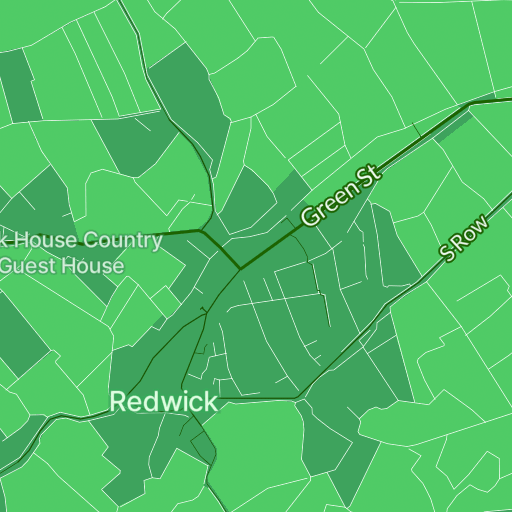 Green St
S Row
k House Country
Guest House
Redwick